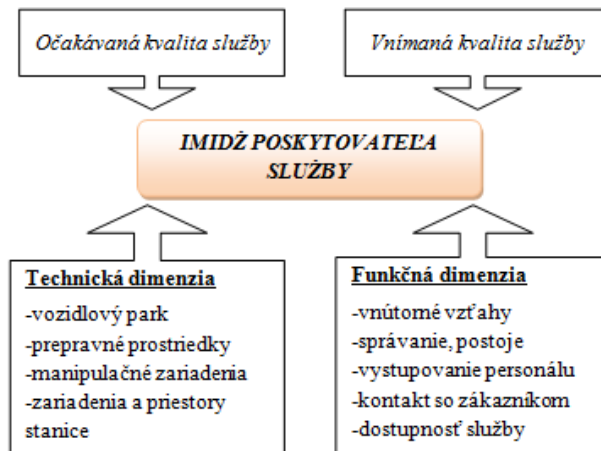 Očakávaná kvalita služby
Vnímaná kvalita služby
IMIDŽ POSKYTOVATEĽA
SLUŽBY
Technická dimenzia
-vozidlový park
-prepravné prostriedky
-manipulačné zariadenia
-zariadenia a priestory
stanice
Funkčná dimenzia
-vnútorné vzťahy
-správanie, postoje
-vystupovanie personálu
-kontakt so zákazníkom
-dostupnosť služby